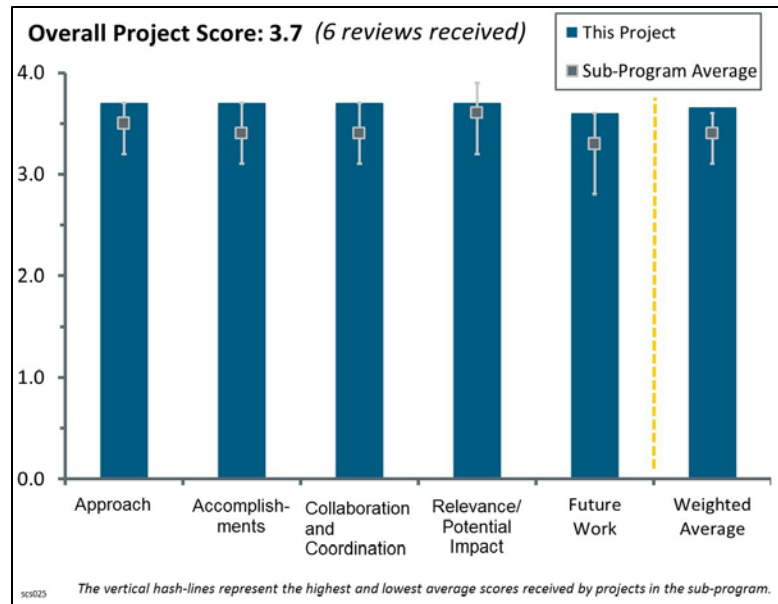 Overall Project Score: 3.7 (6 reviews received)
This Project
Sub-Program Average
4.0
3.0
2.0
1.0
0.0
Approach
Accomplish-
ments
Collaboration
and
Coordination
Relevance/
Potential
Impact
Future
Work
Weighted
Average
scs025
The vertical hash-lines represent the highest and lowest average scores received by projects in the sub-program.